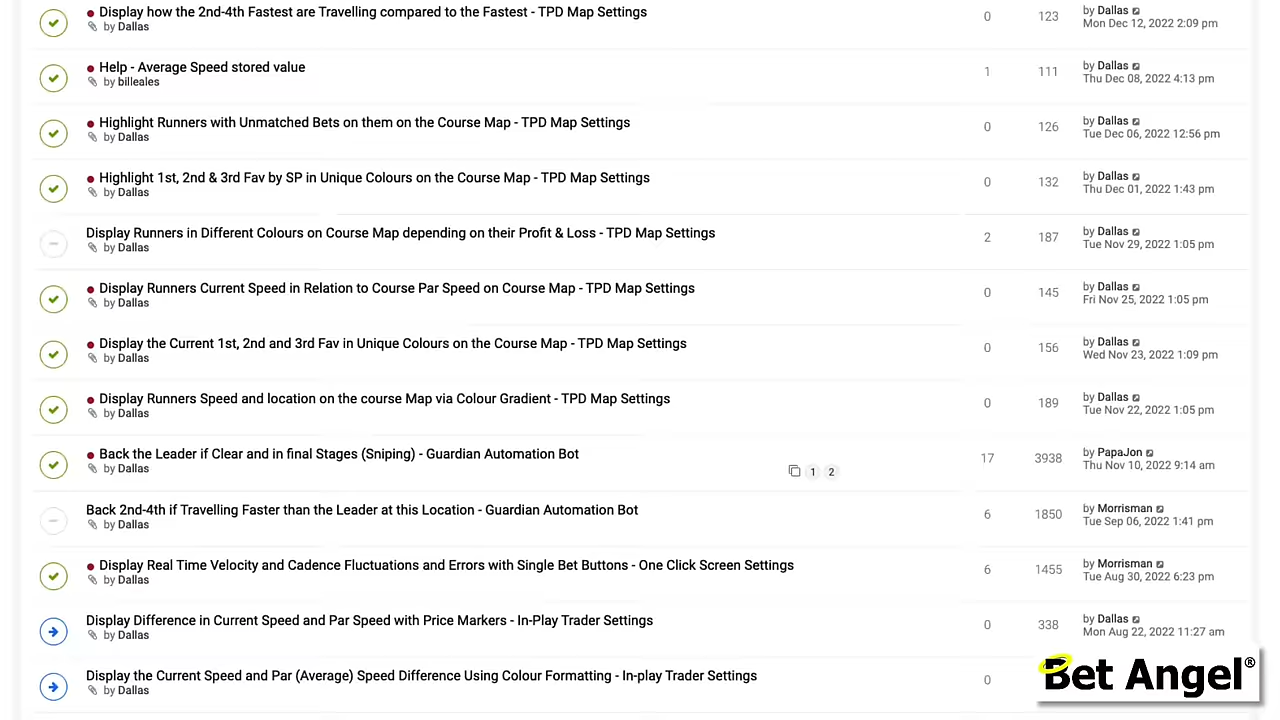 Display how the 2nd-4th Fastest are Travelling compared to the Fastest - TPD Map Settings
by Dallas
0
123
by Dallas
Mon Dec 12, 2022 2:09 pm
Help - Average Speed stored value
by billeales
1
111
by Dallas
Thu Dec 08, 2022 4:13 pm
Highlight Runners with Unmatched Bets on them on the Course Map - TPD Map Settings
by Dallas
0
126
by Dallas
Tue Dec 06, 2022 12:56 pm
Highlight 1st, 2nd & 3rd Fav by SP in Unique Colours on the Course Map - TPD Map Settings
by Dallas
0
132
by Dallas
Thu Dec 01, 2022 1:43 pm
Display Runners in Different Colours on Course Map depending on their Profit & Loss - TPD Map Settings
by Dallas
2
187
by Dallas
Tue Nov 29, 2022 1:05 pm
Display Runners Current Speed in Relation to Course Par Speed on Course Map - TPD Map Settings
by Dallas
0
145
by Dallas
Fri Nov 25, 2022 1:05 pm
Display the Current 1st, 2nd and 3rd Fav in Unique Colours on the Course Map - TPD Map Settings
by Dallas
0
156
by Dallas
Wed Nov 23, 2022 1:09 pm
Display Runners Speed and location on the course Map via Colour Gradient - TPD Map Settings
by Dallas
0
189
by Dallas
Tue Nov 22, 2022 1:05 pm
Back the Leader if Clear and in final Stages (Sniping) - Guardian Automation Bot
by Dallas
1 2
17
3938
by PapaJon
Thu Nov 10, 2022 9:14 am
Back 2nd-4th if Travelling Faster than the Leader at this Location - Guardian Automation Bot
by Dallas
6
1850
by Morrisman
Tue Sep 06, 2022 1:41 pm
Display Real Time Velocity and Cadence Fluctuations and Errors with Single Bet Buttons - One Click Screen Settings
by Dallas
6
1455
by Morrisman
Tue Aug 30, 2022 6:23 pm
Display Difference in Current Speed and Par Speed with Price Markers - In-Play Trader Settings
by Dallas
0
338
by Dallas
Mon Aug 22, 2022 11:27 am
Display the Current Speed and Par (Average) Speed Difference Using Colour Formatting - In-play Trader Settings
by Dallas
0
Bet Angel®